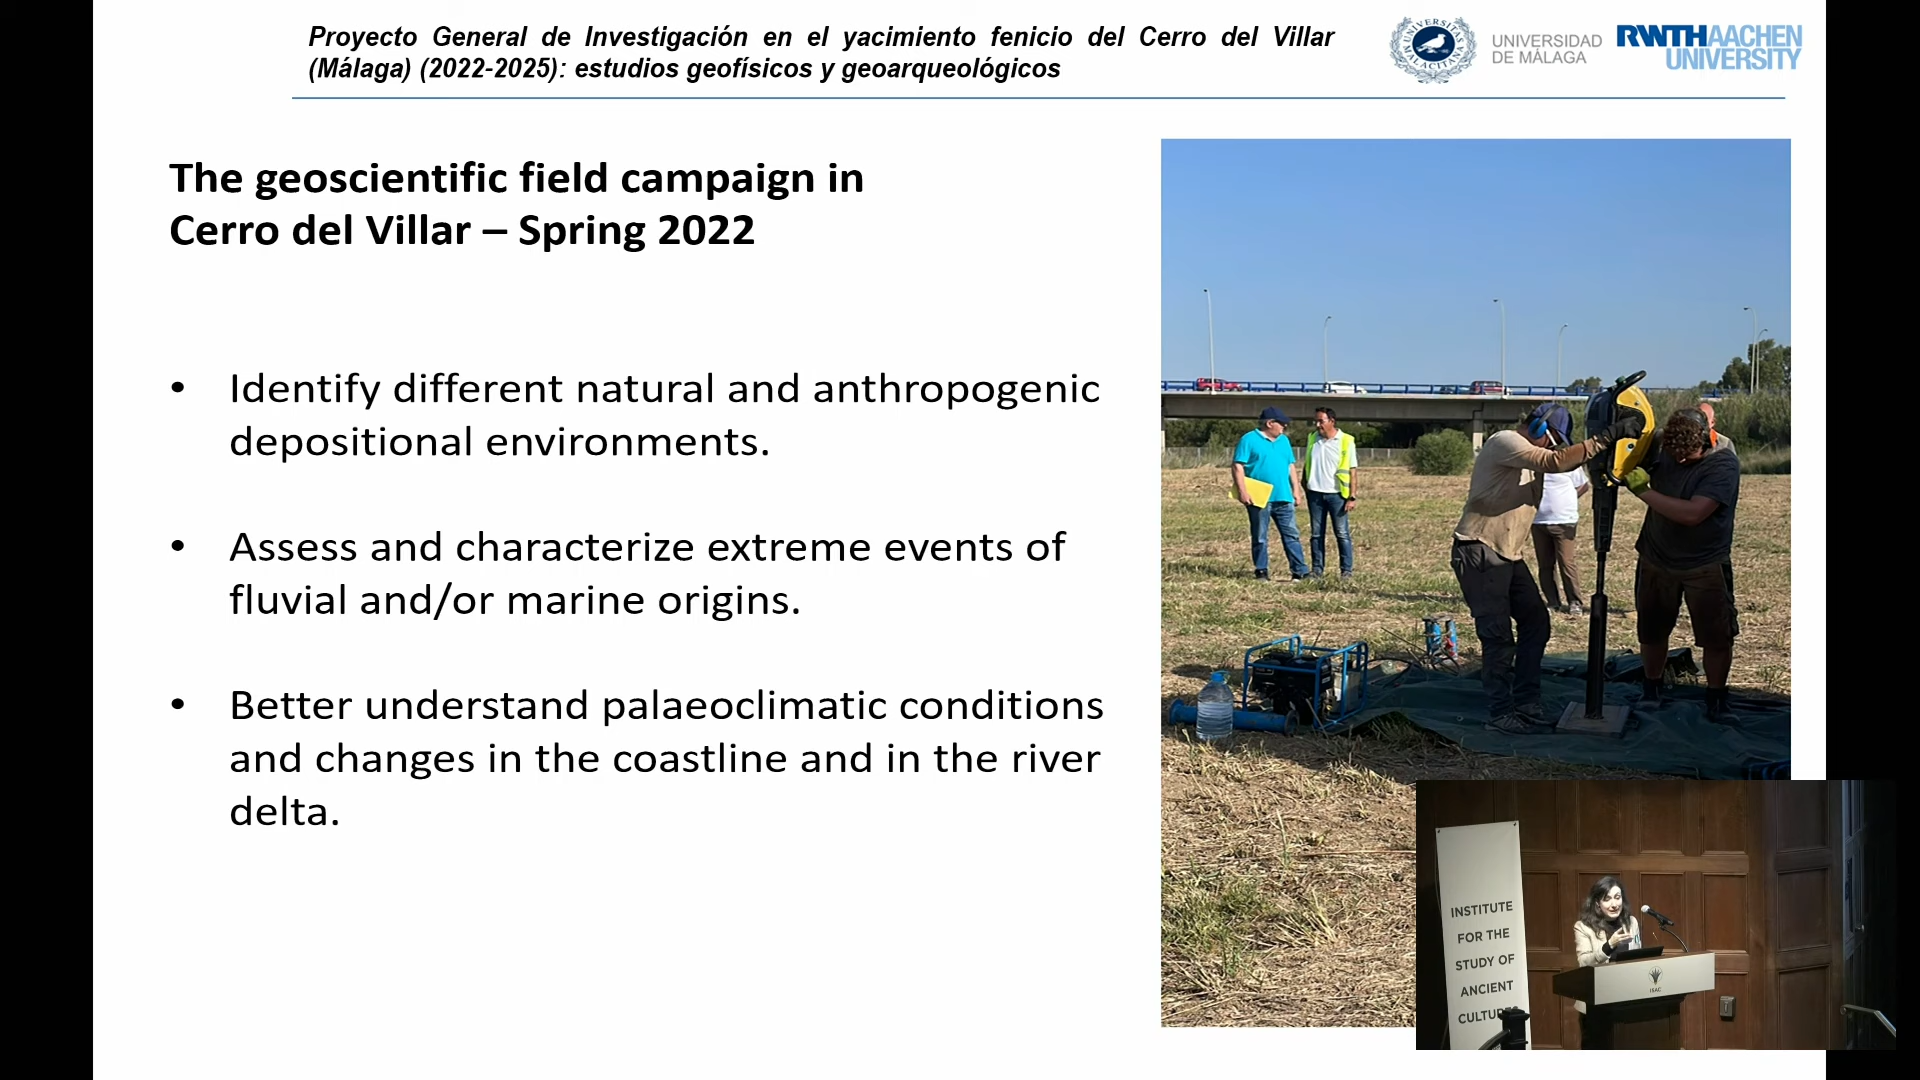 Proyecto General de Investigación en el yacimiento fenicio del Cerro del Villar
(Málaga) (2022-2025): estudios geofísicos y geoarqueológicos
UNIVERSIDAD
DE MÁLAGA
RWTHAACHEN
UNIVERSITY
The geoscientific field campaign in
Cerro del Villar – Spring 2022
• Identify different natural and anthropogenic
depositional environments.
• Assess and characterize extreme events of
fluvial and/or marine origins.
• Better understand palaeoclimatic conditions
and changes in the coastline and in the river
delta.
INSTITUTE
FOR THE
STUDY OF
ANCIENT
CULTURES
ISAC